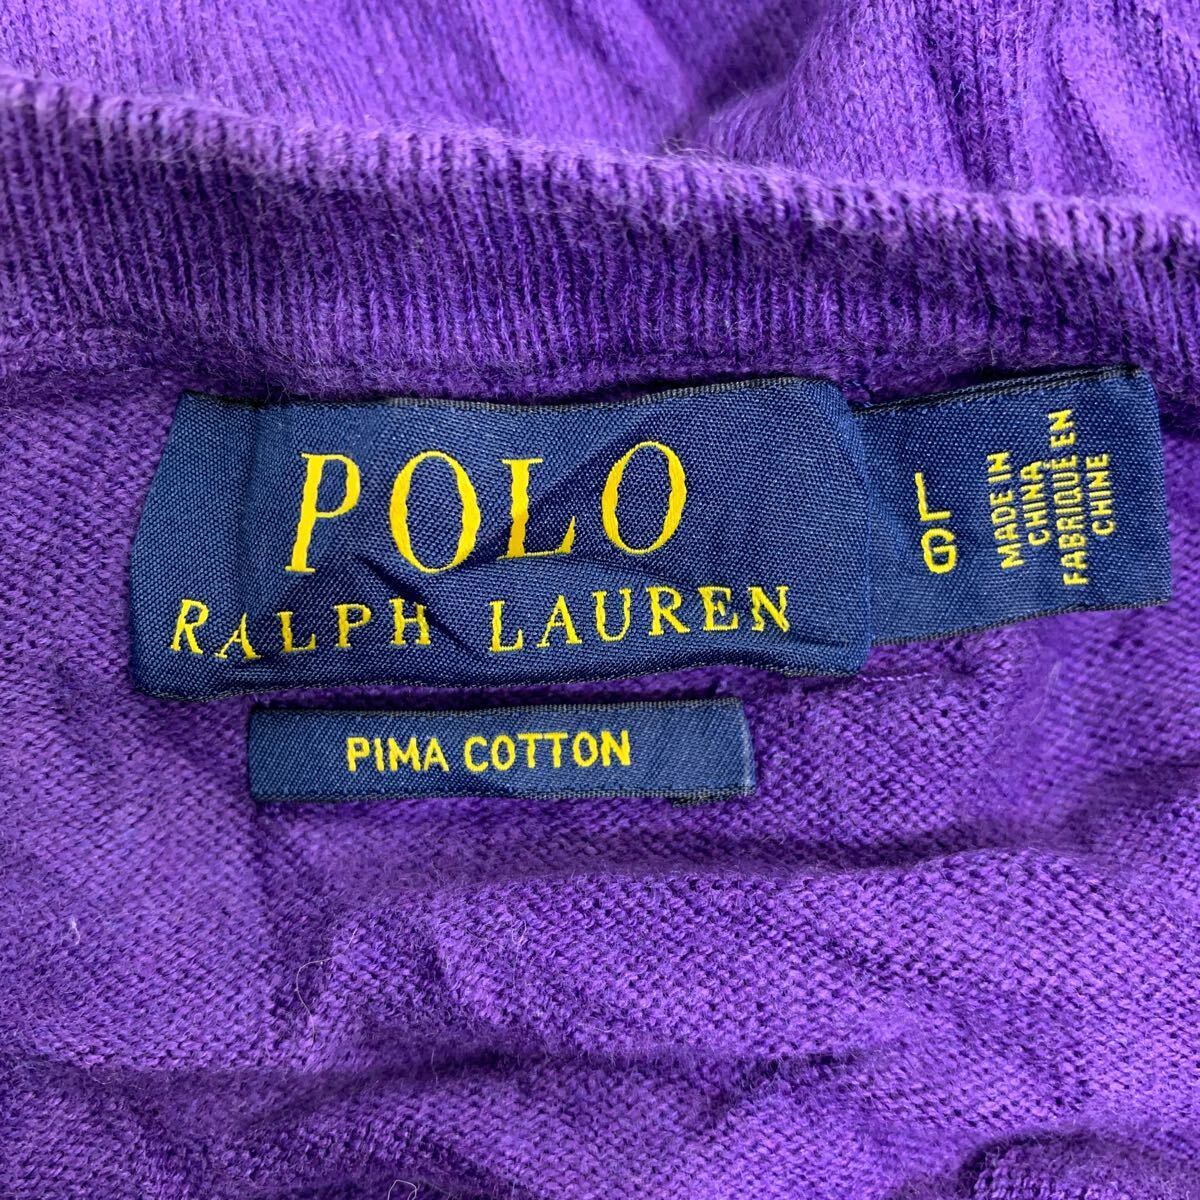 POLO
RALPH LAUREN
L
G
MADE IN
CHINA
FABRIQUÉ EN
CHINE
PIMA COTTON